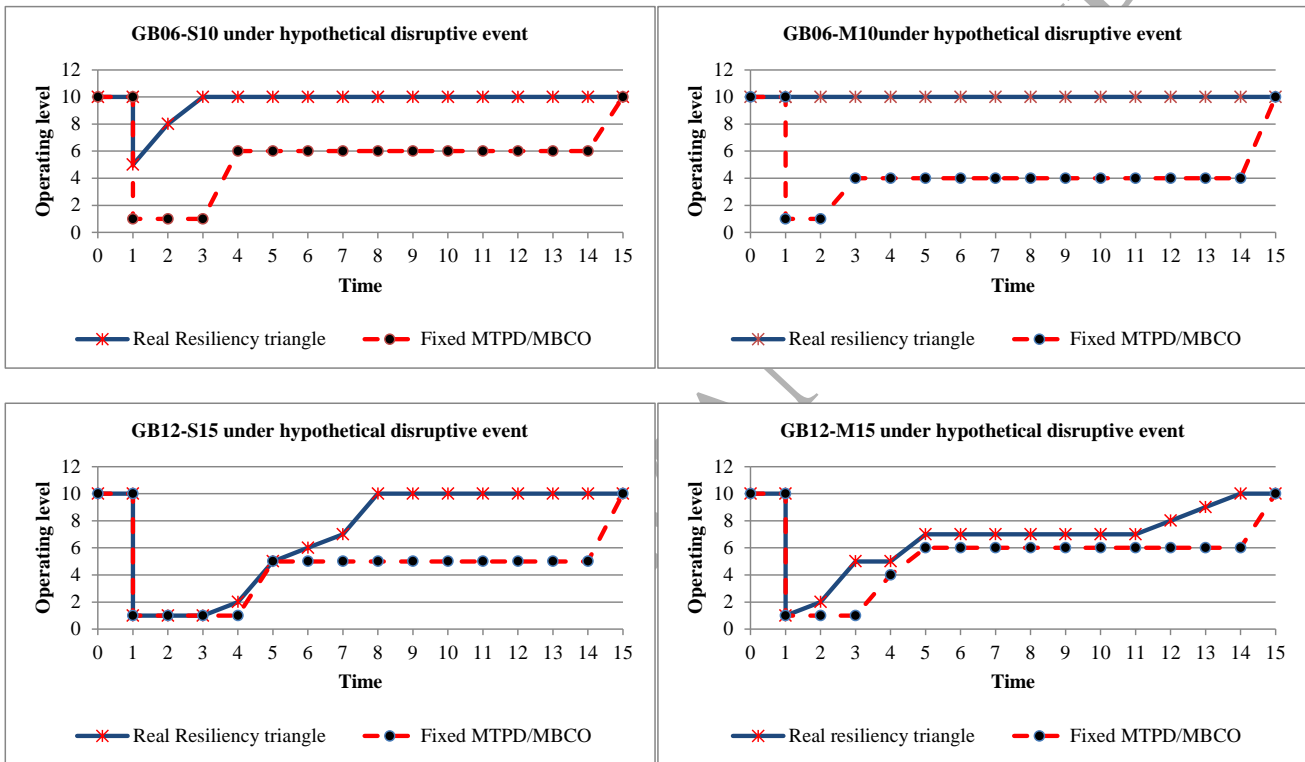 GB06-S10 under hypothetical disruptive event
12
10
8
6
4
2
0
Operating level
0 1 2 3 4 5 6 7 8 9 10 11 12 13 14 15
Time
Real Resiliency triangle Fixed MTPD/MBCO
GB06-M10under hypothetical disruptive event
12
10
8
6
4
2
0
Operating level
0 1 2 3 4 5 6 7 8 9 10 11 12 13 14 15
Time
Real resiliency triangle Fixed MTPD/MBCO
GB12-S15 under hypothetical disruptive event
12
10
8
6
4
2
0
Operating level
0 1 2 3 4 5 6 7 8 9 10 11 12 13 14 15
Time
Real Resiliency triangle Fixed MTPD/MBCO
GB12-M15 under hypothetical disruptive event
12
10
8
6
4
2
0
Operating level
0 1 2 3 4 5 6 7 8 9 10 11 12 13 14 15
Time
Real resiliency triangle Fixed MTPD/MBCO